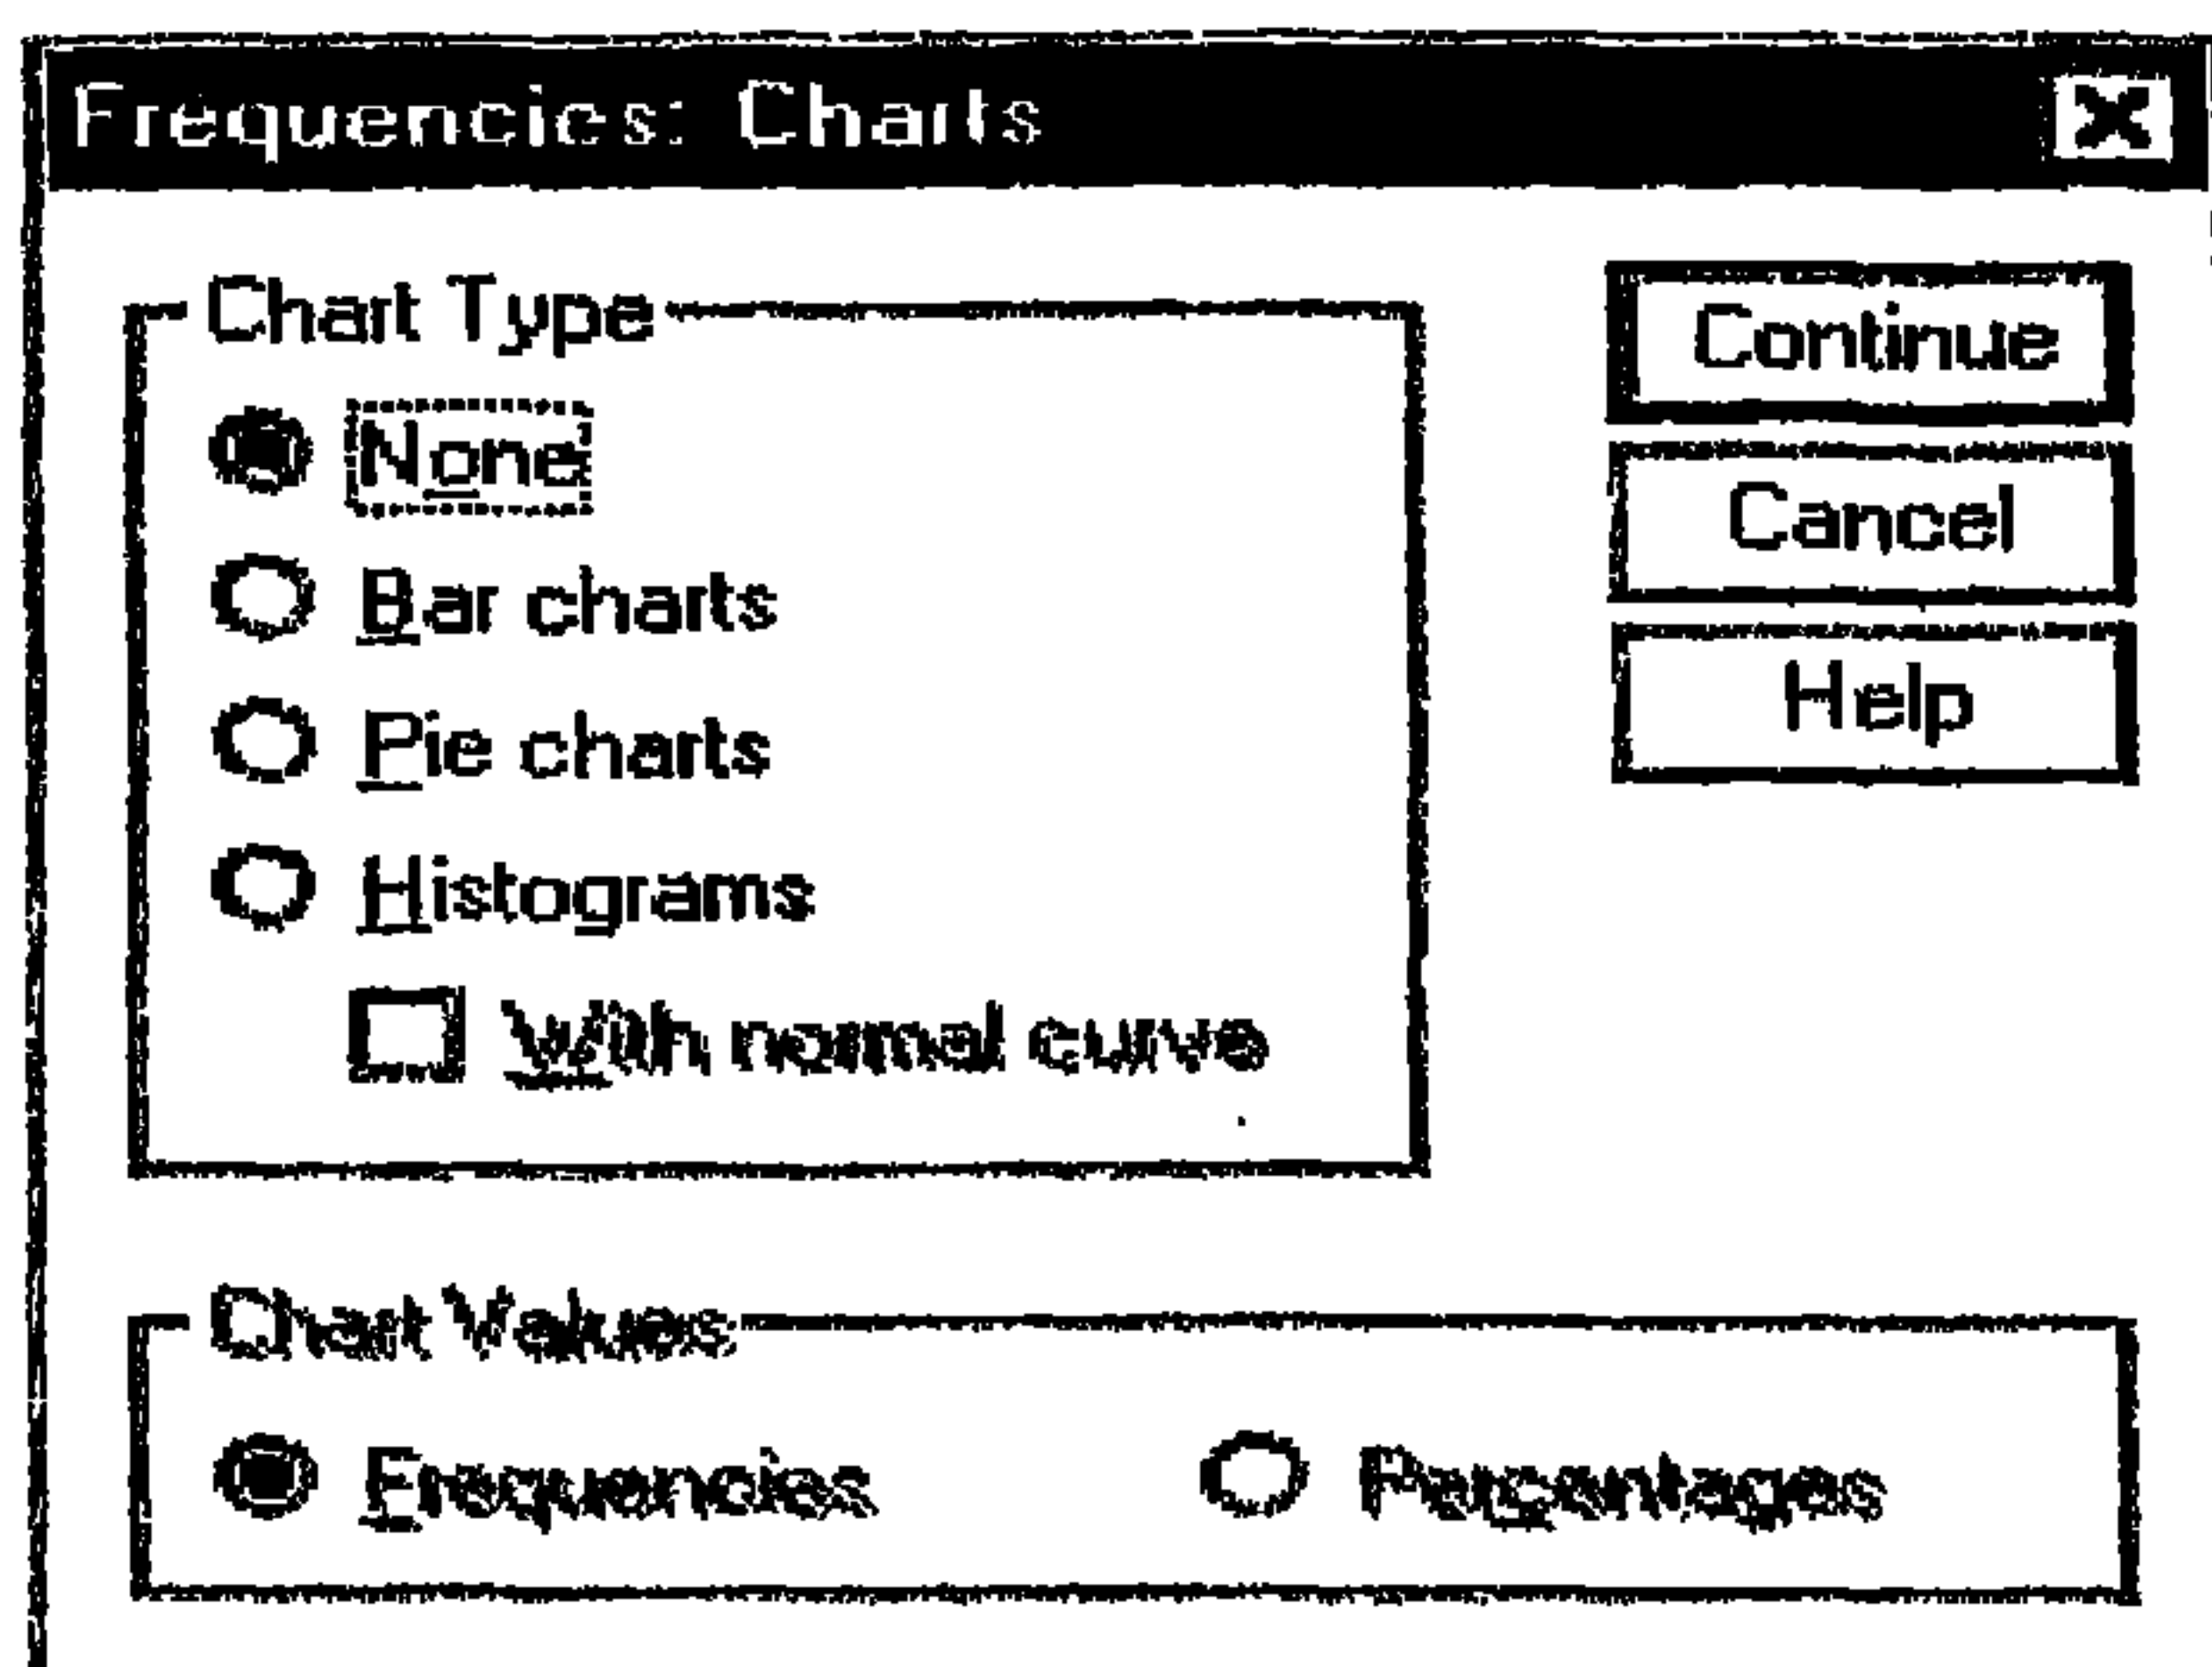 Frequencies: Charts
Chart Type
None
Bar charts
Pie charts
Histograms
With normal curve
Continue
Cancel
Help
Chart Values
Frequencies
Percentages